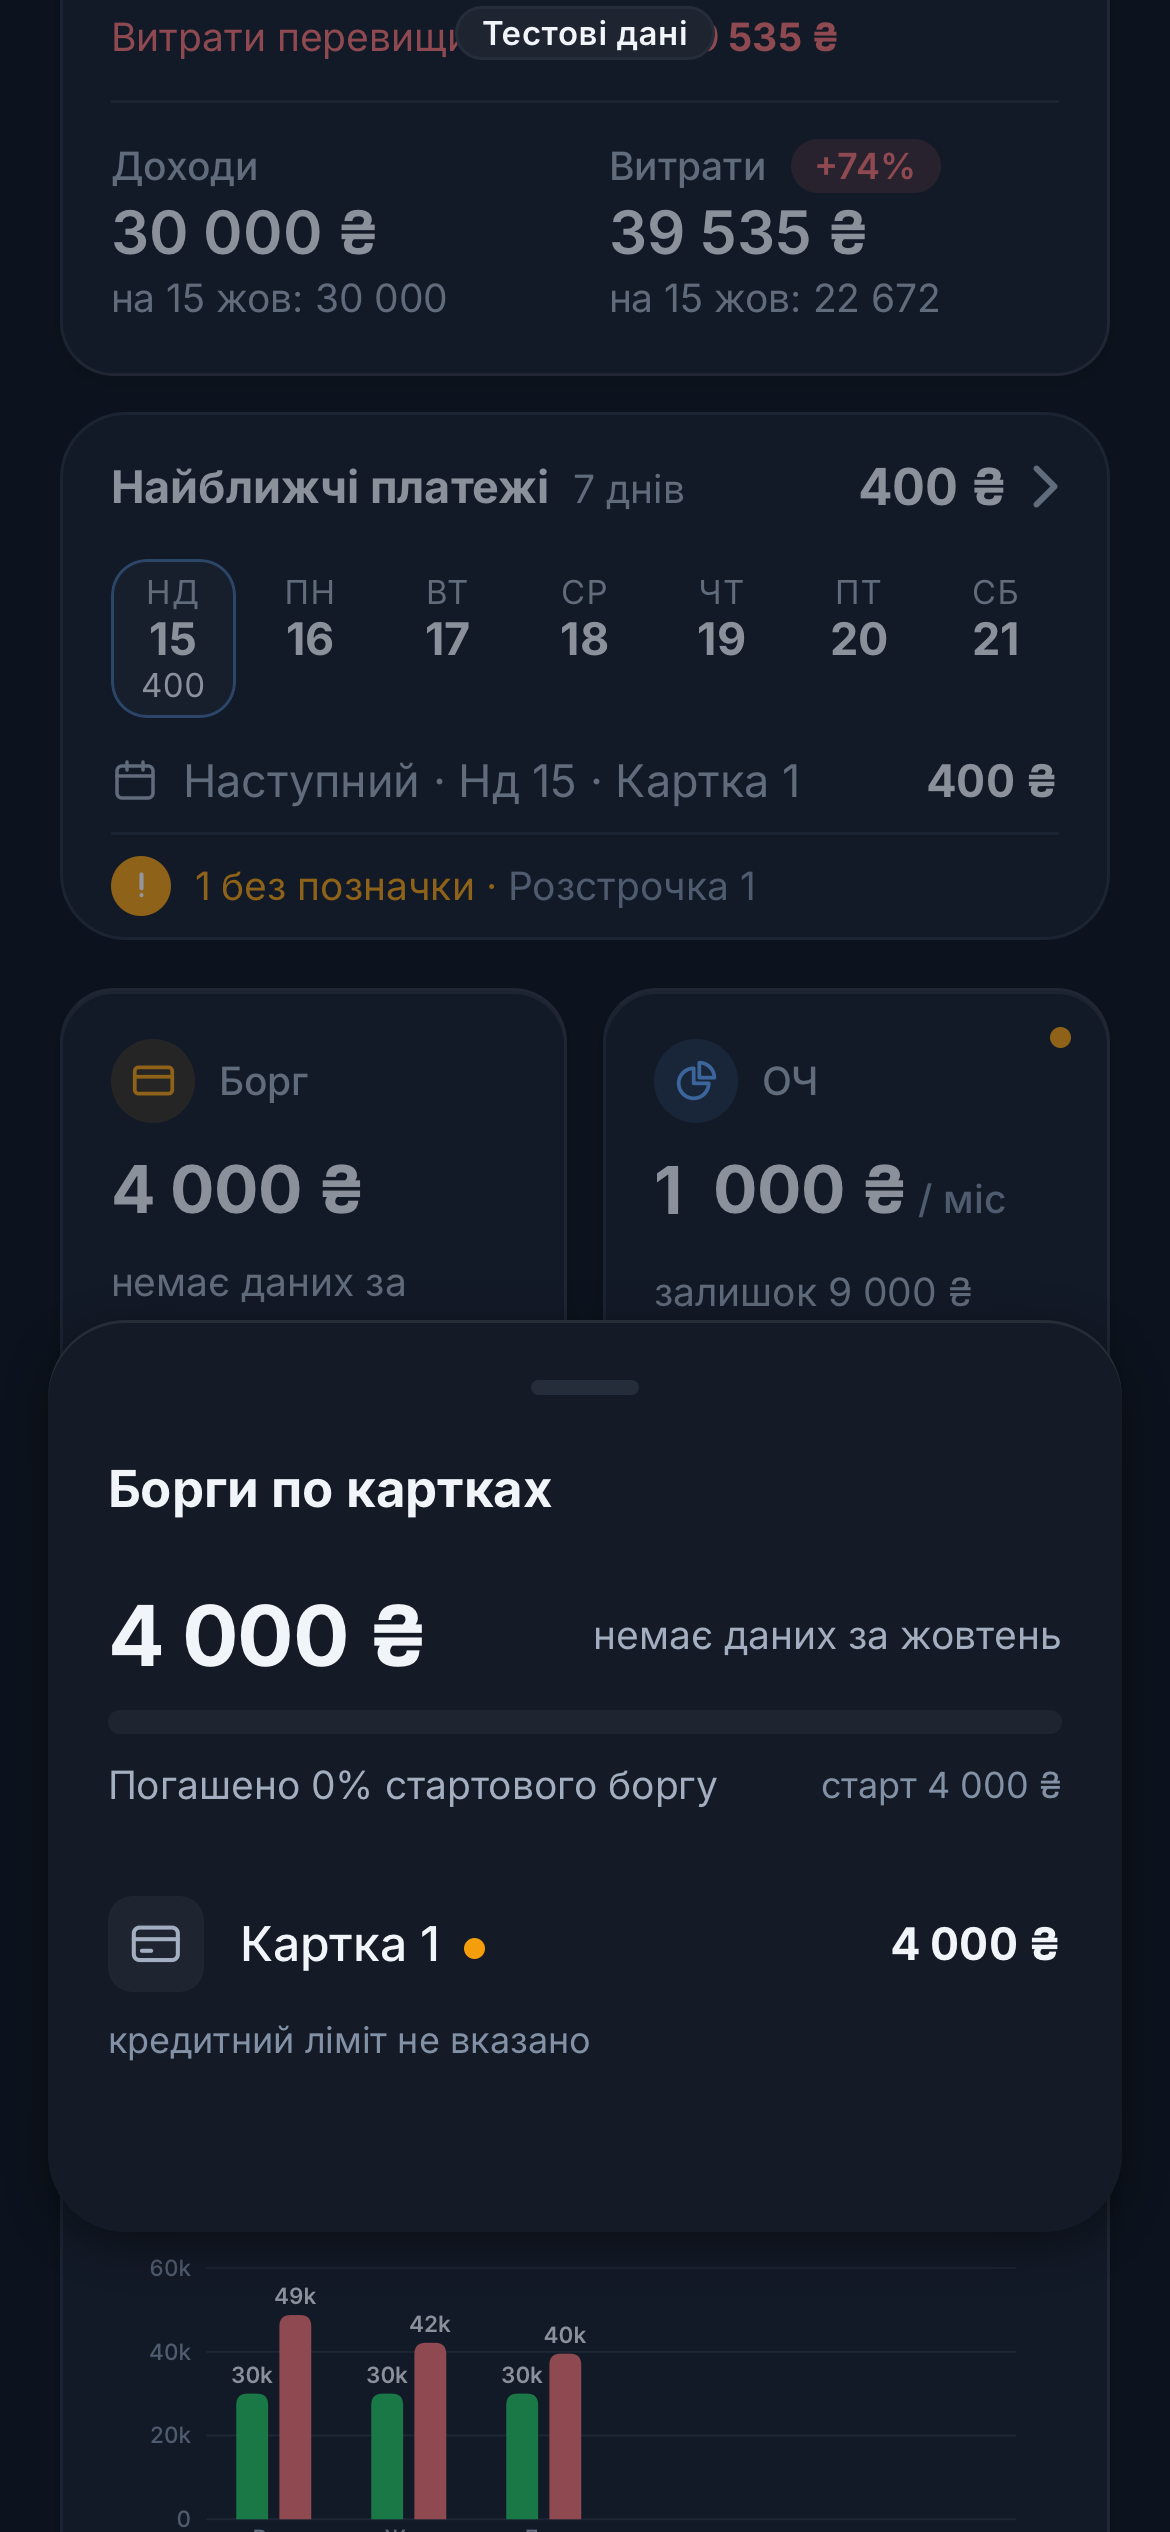 Витрати перевищи
Тестові дані
535 ₴
Доходи
Витрати +74%
30 000 ₴
39 535 ₴
на 15 жов: 30 000
на 15 жов: 22 672
Найближчі платежі 7 днів 400 ₴
НД ПН ВТ СР ЧТ ПТ СБ
15 16 17 18 19 20 21
400
Наступний · Нд 15 · Картка 1 400 ₴
! 1 без позначки · Розстрочка 1
Борг
4 000 ₴
немає даних за
ОЧ
1 000 ₴ / міс
залишок 9 000 ₴
Борги по картках
4 000 ₴ немає даних за жовтень
Погашено 0% стартового боргу старт 4 000 ₴
Картка 1 4 000 ₴
кредитний ліміт не вказано
60k
49k
42k
40k
40k
30k 30k 30k
20k
0